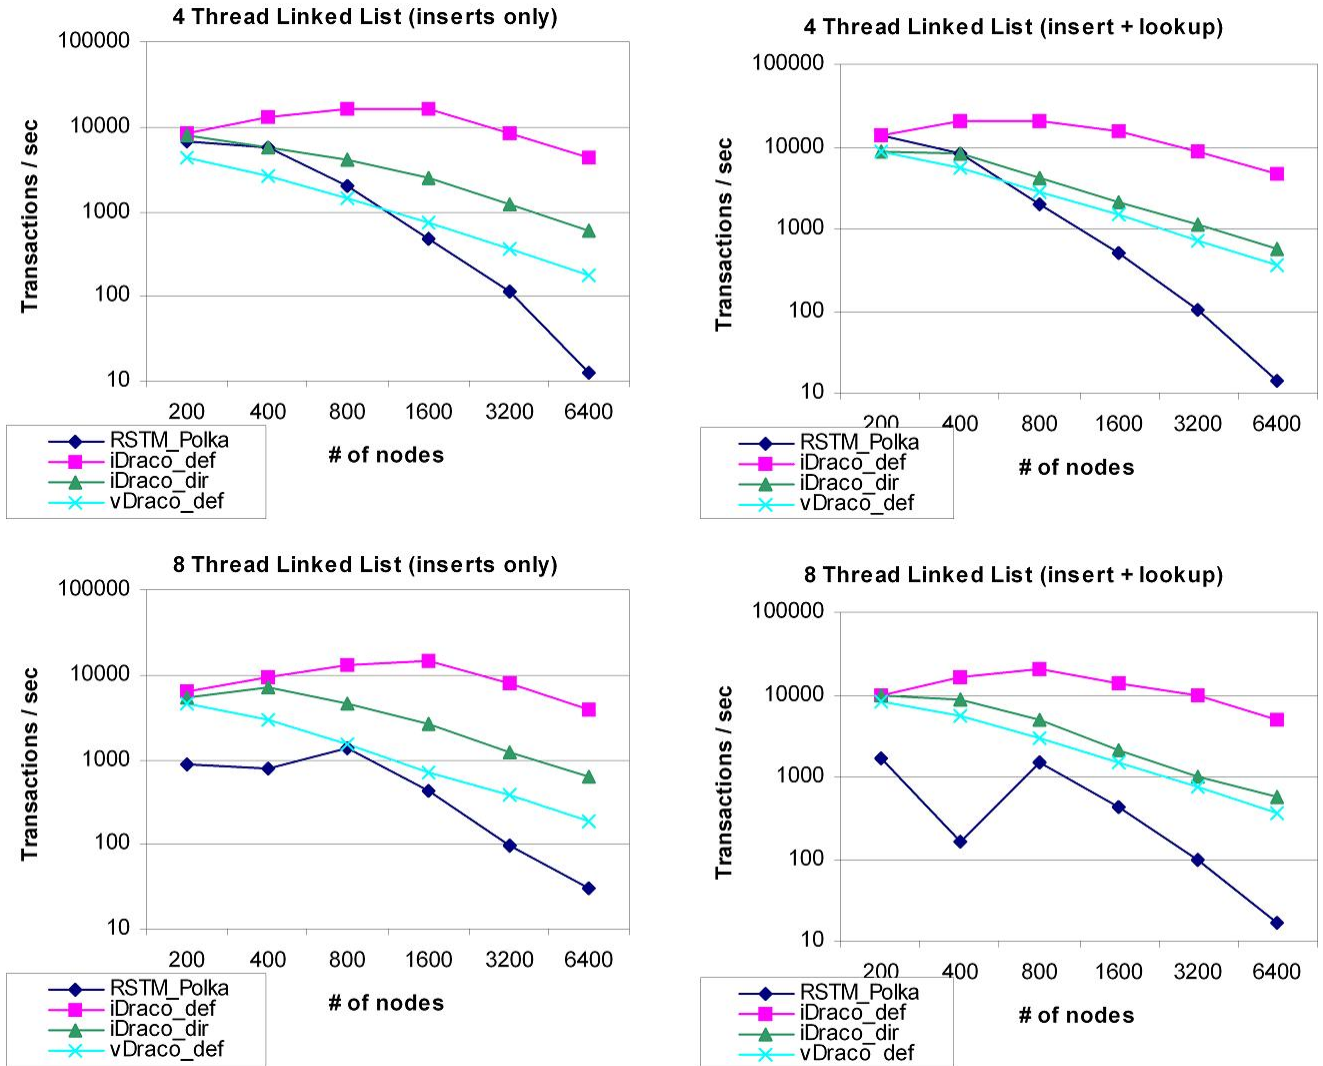 4 Thread Linked List (inserts only)
Transactions / sec
100000
10000
1000
100
10
200 400 800 1600 3200 6400
# of nodes
RSTM_Polka
iDraco_def
iDraco_dir
vDraco_def
4 Thread Linked List (insert + lookup)
Transactions / sec
100000
10000
1000
100
10
200 400 800 1600 3200 6400
# of nodes
RSTM_Polka
iDraco_def
iDraco_dir
vDraco_def
8 Thread Linked List (inserts only)
Transactions / sec
100000
10000
1000
100
10
200 400 800 1600 3200 6400
# of nodes
RSTM_Polka
iDraco_def
iDraco_dir
vDraco_def
8 Thread Linked List (insert + lookup)
Transactions / sec
100000
10000
1000
100
10
200 400 800 1600 3200 6400
# of nodes
RSTM_Polka
iDraco_def
iDraco_dir
vDraco_def